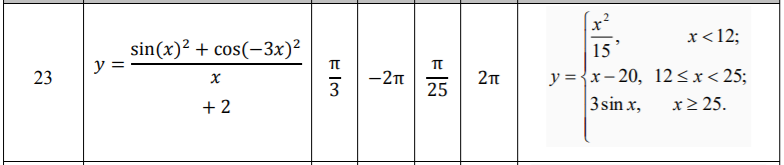 23
y = (sin(x)² + cos(−3x)²) / x
+ 2
π/3
−2π
π/25
2π
y = { x²/15, x < 12;
x − 20, 12 ≤ x < 25;
3 sin x, x ≥ 25.